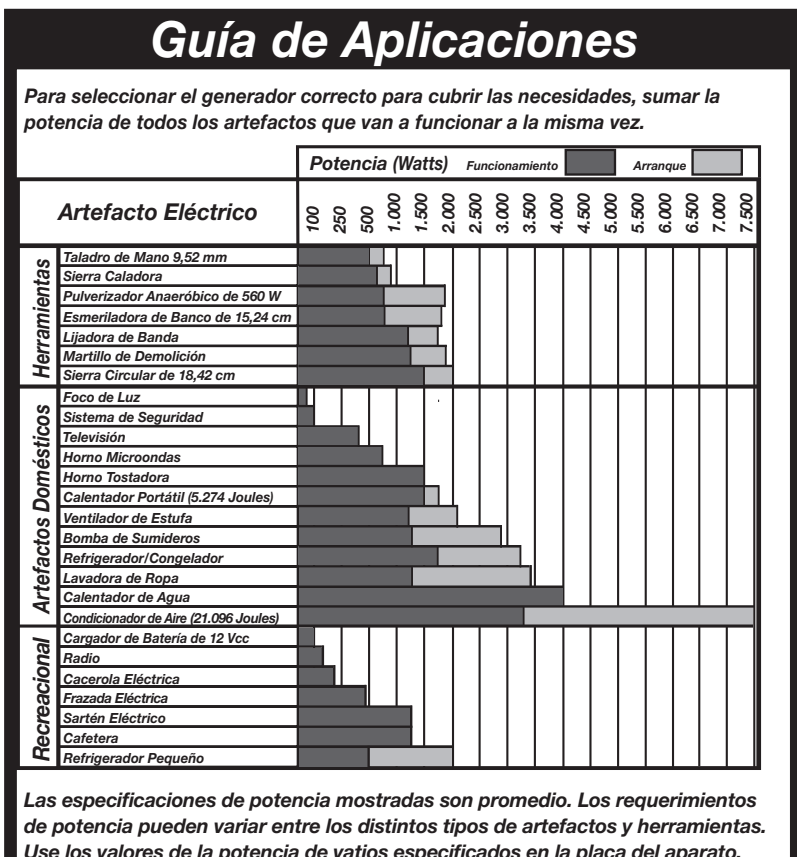 Guía de Aplicaciones
Para seleccionar el generador correcto para cubrir las necesidades, sumar la
potencia de todos los artefactos que van a funcionar a la misma vez.
Potencia (Watts) Funcionamiento Arranque
Artefacto Eléctrico 100 250 500 1.000 1.500 2.000 2.500 3.000 3.500 4.000 4.500 5.000 6.000 6.500 7.000 7.500
Herramientas
Taladro de Mano 9,52 mm
Sierra Caladora
Pulverizador Anaeróbico de 560 W
Esmeriladora de Banco de 15,24 cm
Lijadora de Banda
Martillo de Demolición
Sierra Circular de 18,42 cm
Artefactos Domésticos
Foco de Luz
Sistema de Seguridad
Televisión
Horno Microondas
Horno Tostadora
Calentador Portátil (5.274 Joules)
Ventilador de Estufa
Bomba de Sumideros
Refrigerador/Congelador
Lavadora de Ropa
Calentador de Agua
Condicionador de Aire (21.096 Joules)
Recreacional
Cargador de Batería de 12 Vcc
Radio
Cacerola Eléctrica
Frazada Eléctrica
Sartén Eléctrico
Cafetera
Refrigerador Pequeño
Las especificaciones de potencia mostradas son promedio. Los requerimientos
de potencia pueden variar entre los distintos tipos de artefactos y herramientas.
Use los valores de la potencia de vatios especificados en la placa del aparato.